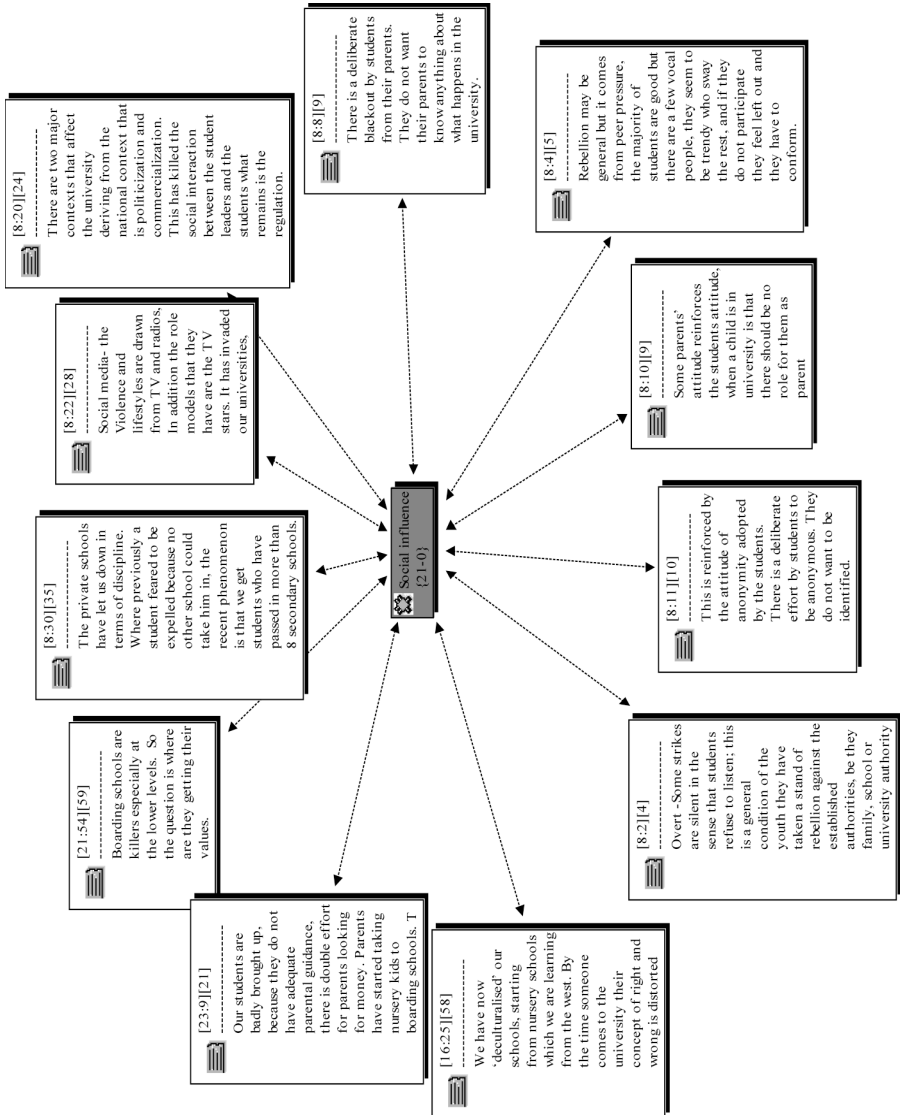 [16:25][58]
--------------------
We have now
‘deculturalised’ our
schools, starting
from nursery schools
which we are learning
from the west. By
the time someone
comes to the
university their
concept of right and
wrong is distorted
[23:9][21]
--------------------
Our students are
badly brought up,
because they do not
have adequate
parental guidance,
there is double effort
for parents looking
for money. Parents
have started taking
nursery kids to
boarding schools. T
[21:54][59]
--------------------
Boarding schools are
killers especially at
the lower levels. So
the question is where
are they getting their
values.
[8:30][35]
--------------------
The private schools
have let us down in
terms of discipline.
Where previously a
student feared to be
expelled because no
other school could
take him in, the
recent phenomenon
is that we get
students who have
passed in more than
8 secondary schools.
[8:22][28]
--------------------
Social media- the
Violence and
lifestyles are drawn
from TV and radios,
In addition the role
models that they
have are the TV
stars. It has invaded
our universities,
[8:20][24]
--------------------
There are two major
contexts that affect
the university
deriving from the
national context that
is politicization and
commercialization.
This has killed the
social interaction
between the student
leaders and the
students what
remains is the
regulation.
[8:8][9]
--------------------
There is a deliberate
blackout by students
from their parents.
They do not want
their parents to
know anything about
what happens in the
university.
Social influence
{21-0}
[8:2][4]
--------------------
Overt -Some strikes
are silent in the
sense that students
refuse to listen; this
is a general
condition of the
youth they have
taken a stand of
rebellion against the
established
authorities, be they
family, school or
university authority
[8:11][10]
--------------------
This is reinforced by
the attitude of
anonymity adopted
by the students.
There is a deliberate
effort by students to
be anonymous. They
do not want to be
identified.
[8:10][9]
--------------------
Some parents’
attitude reinforces
the students attitude,
when a child is in
university is that
there should be no
role for them as
parent
[8:4][5]
--------------------
Rebellion may be
general but it comes
from peer pressure,
the majority of
students are good but
there are a few vocal
people, they seem to
be trendy who sway
the rest, and if they
do not participate
they feel left out and
they have to
conform.